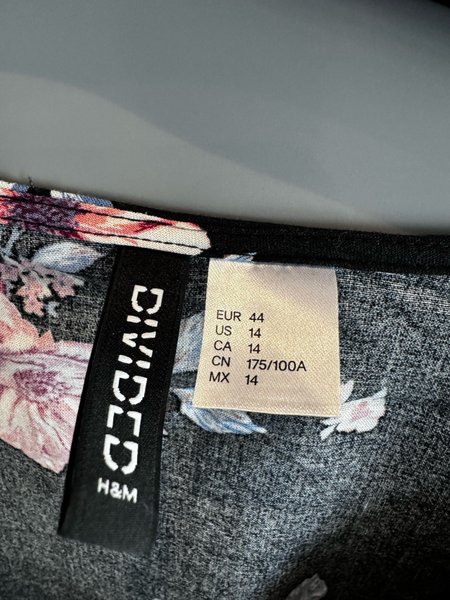 DIVIDED
H&M
EUR 44
US 14
CA 14
CN 175/100A
MX 14